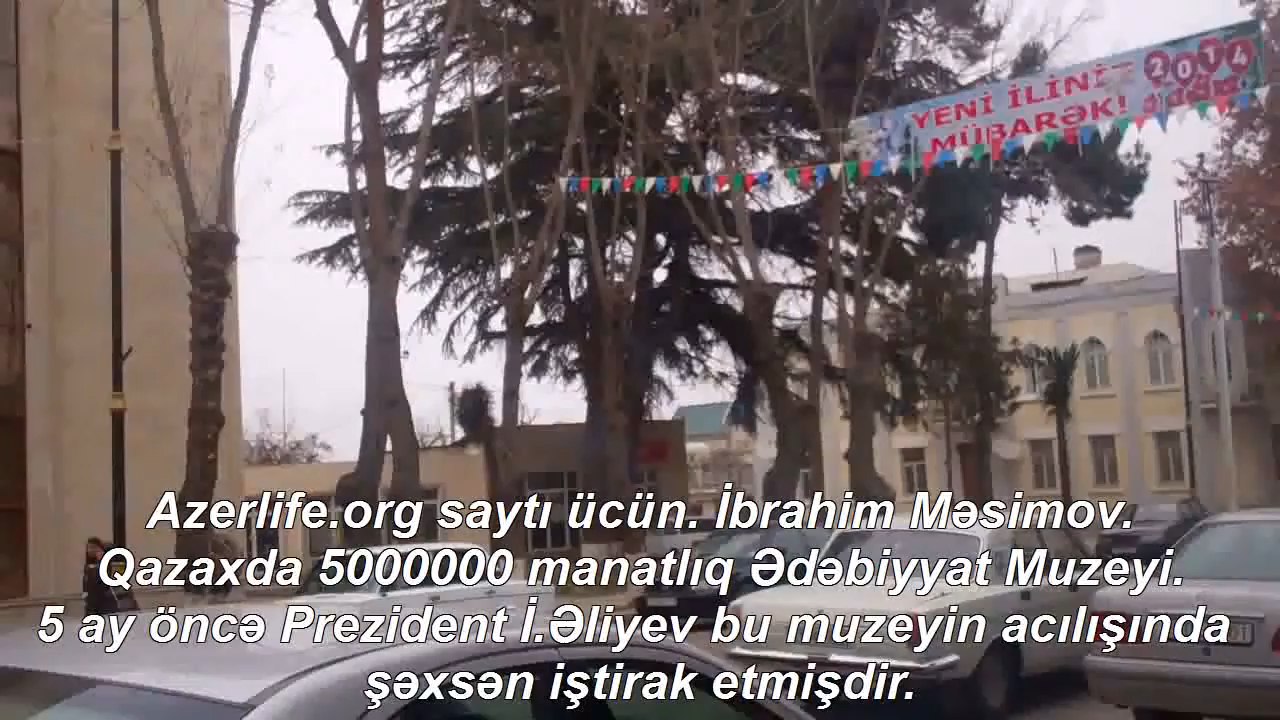 YENİ İLİNİZ 2014
MÜBARƏK!
Azerlife.org saytı ücün. İbrahim Məsimov.
Qazaxda 5000000 manatlıq Ədəbiyyat Muzeyi.
5 ay öncə Prezident İ.Əliyev bu muzeyin acılışında
şəxsən iştirak etmişdir.